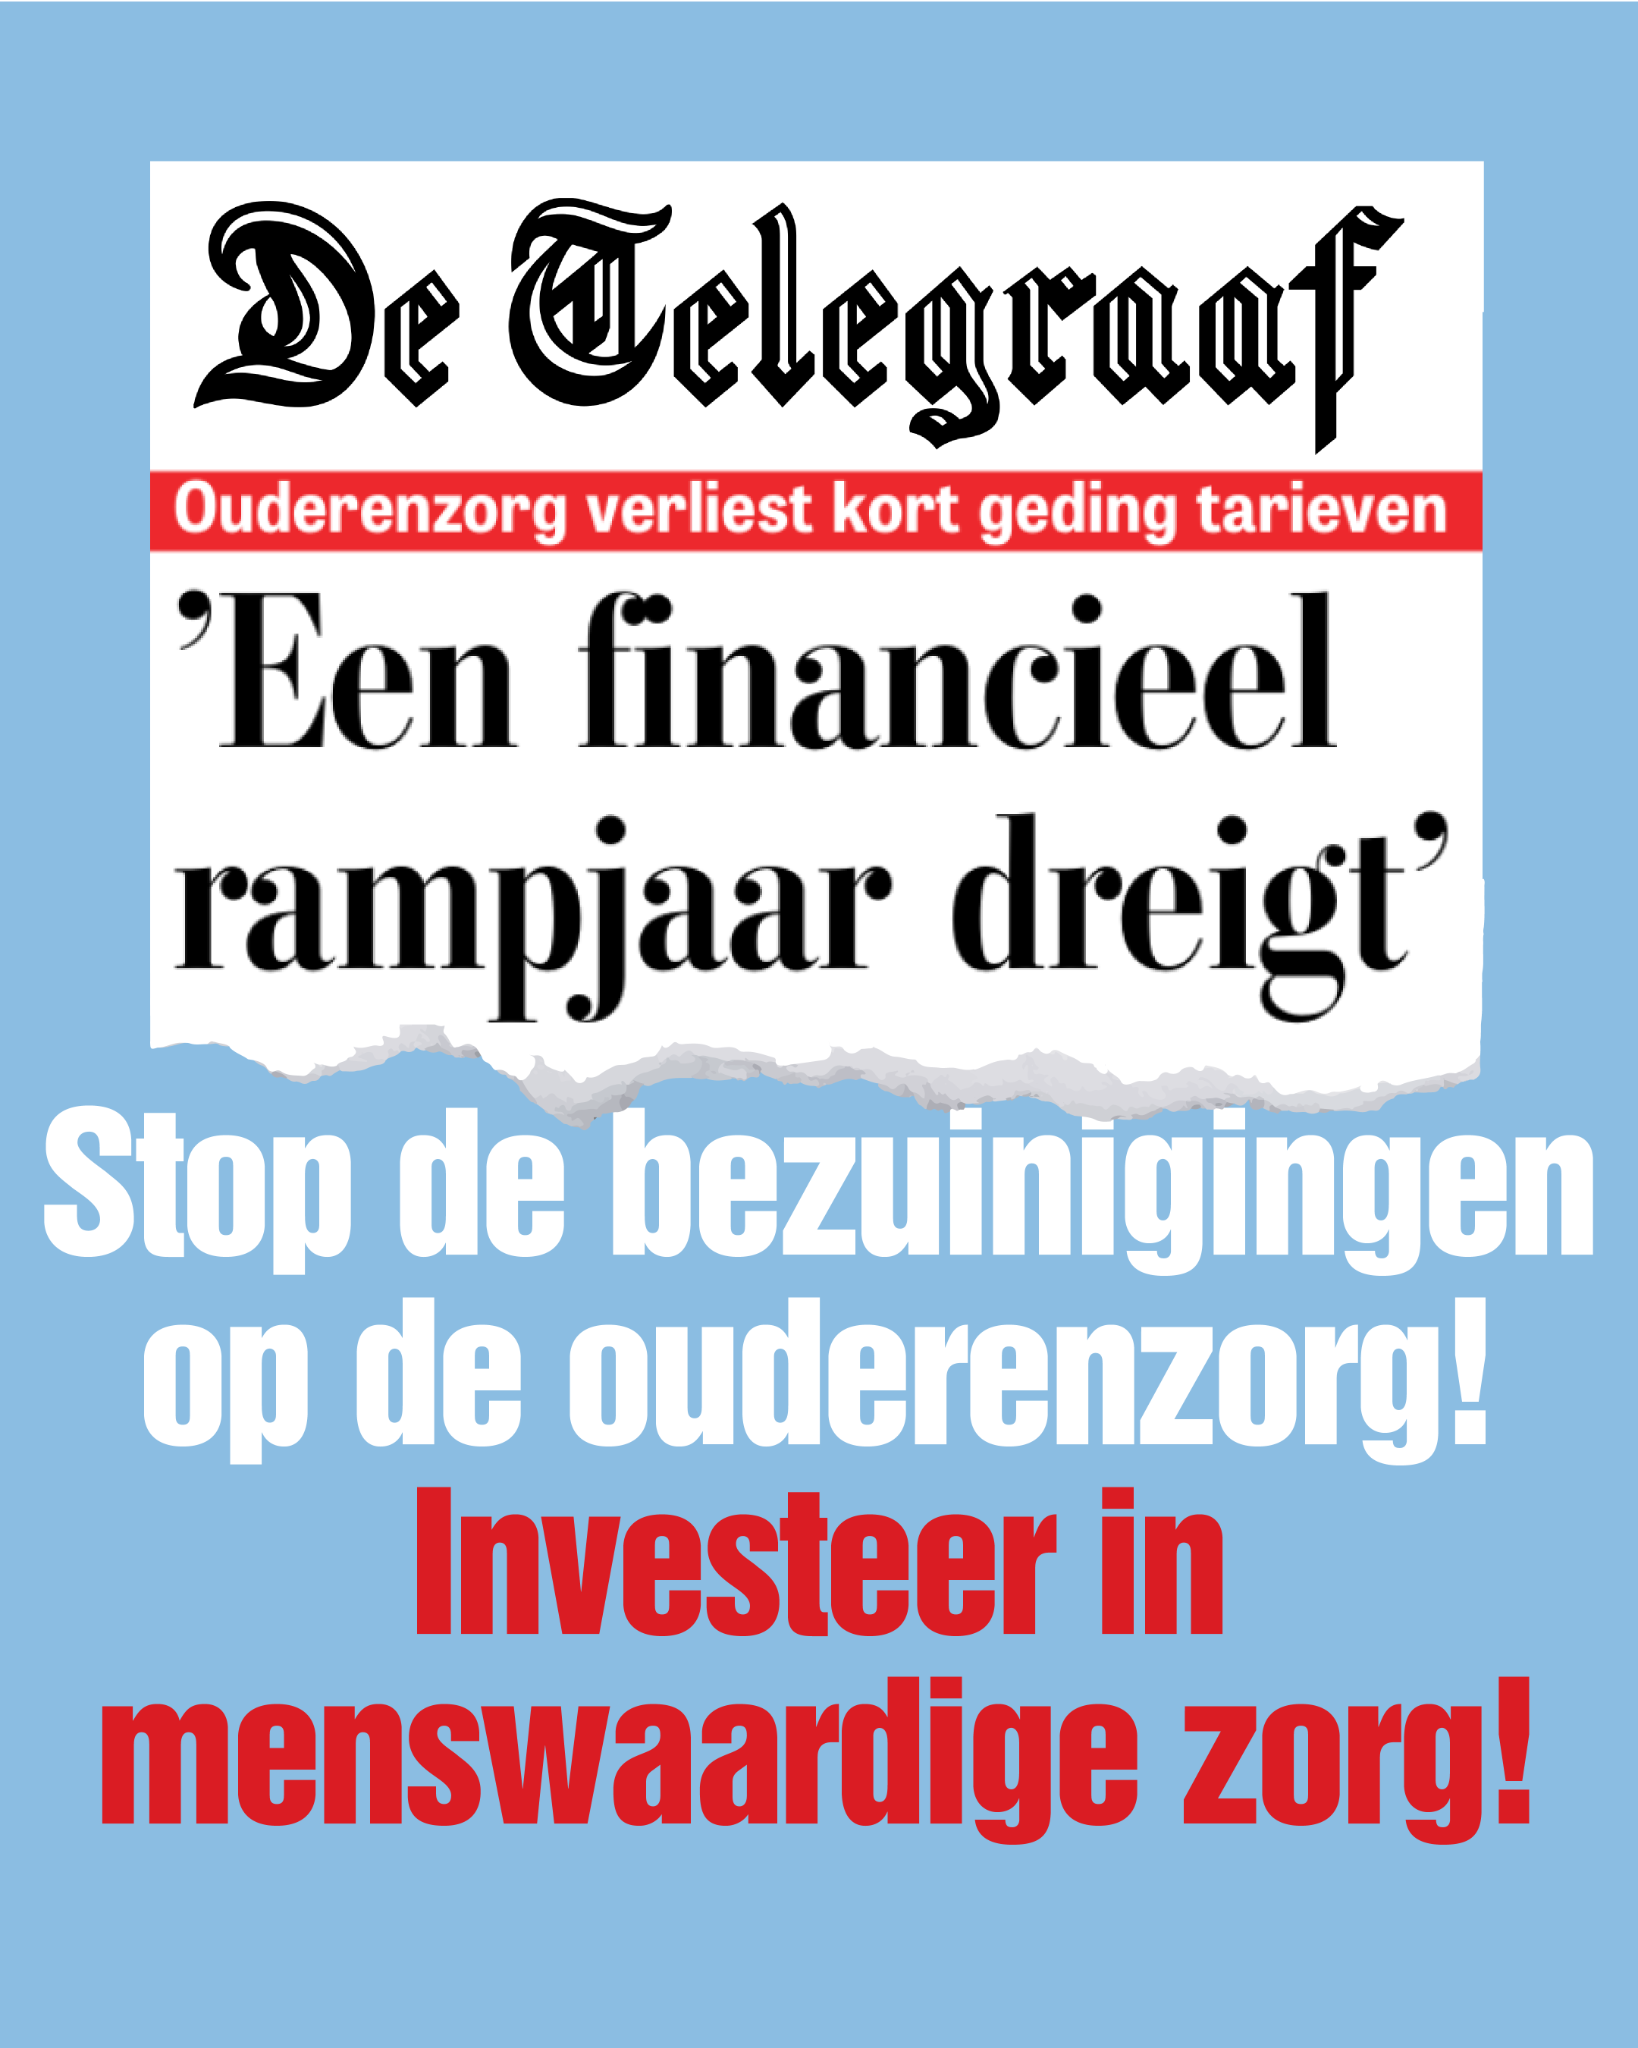 De Telegraaf
Ouderenzorg verliest kort geding tarieven
’Een financieel
rampjaar dreigt’
Stop de bezuinigingen
op de ouderenzorg!
Investeer in
menswaardige zorg!